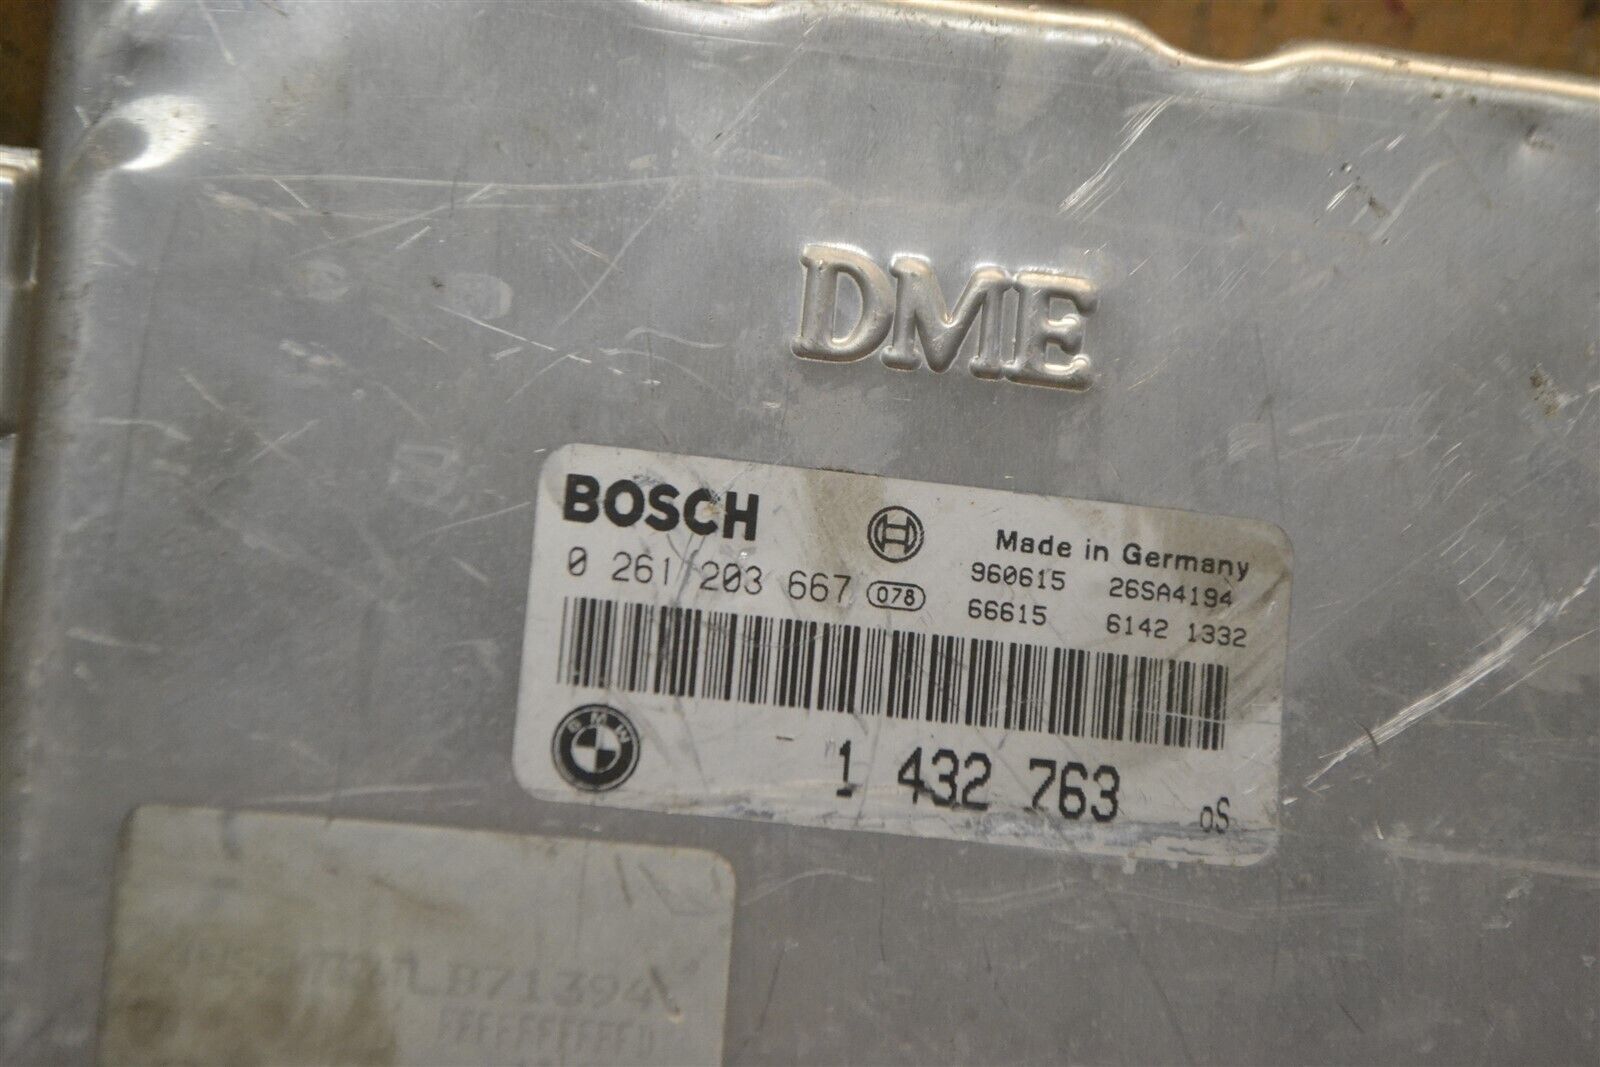 DME
BOSCH
Made in Germany
0 261 203 667 078
960615 26SA4194
66615 6142 1332
BMW
1 432 763 oS
B71394